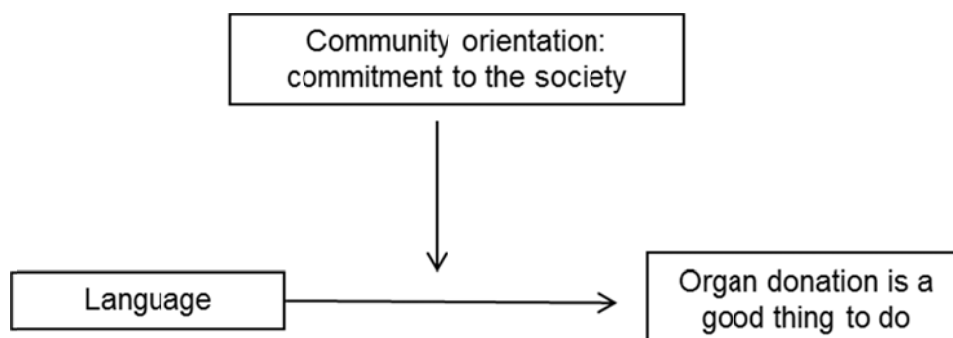 Community orientation:
commitment to the society
Language
Organ donation is a
good thing to do